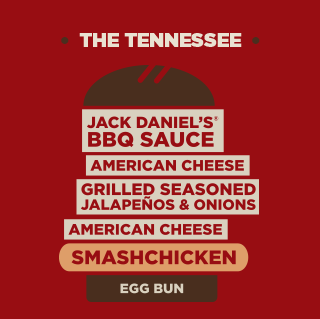 THE TENNESSEE
JACK DANIEL'S®
BBQ SAUCE
AMERICAN CHEESE
GRILLED SEASONED
JALAPEÑOS & ONIONS
AMERICAN CHEESE
SMASHCHICKEN
EGG BUN